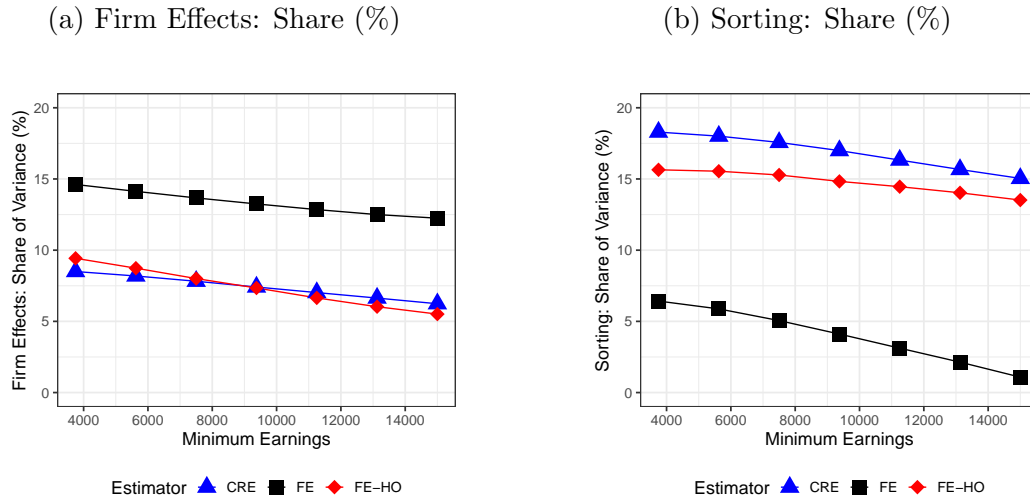 (a) Firm Effects: Share (%)
(b) Sorting: Share (%)
Firm Effects: Share of Variance (%)
20
15
10
5
0
4000 6000 8000 10000 12000 14000
Minimum Earnings
Estimator CRE FE FE−HO
Sorting: Share of Variance (%)
20
15
10
5
0
4000 6000 8000 10000 12000 14000
Minimum Earnings
Estimator CRE FE FE−HO